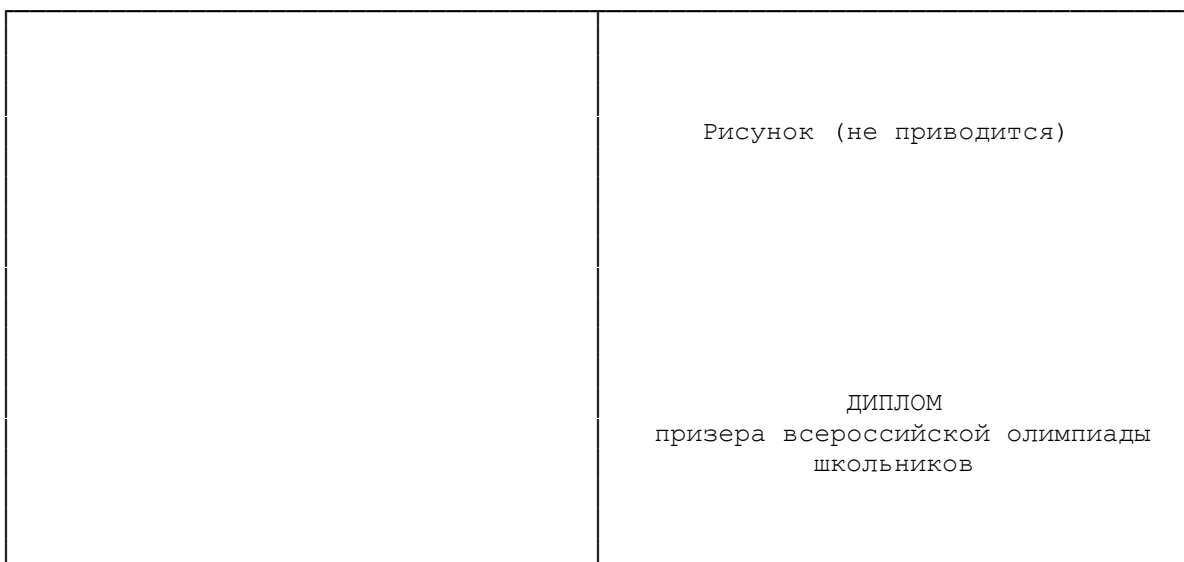 Рисунок (не приводится)
ДИПЛОМ
призера всероссийской олимпиады
школьников